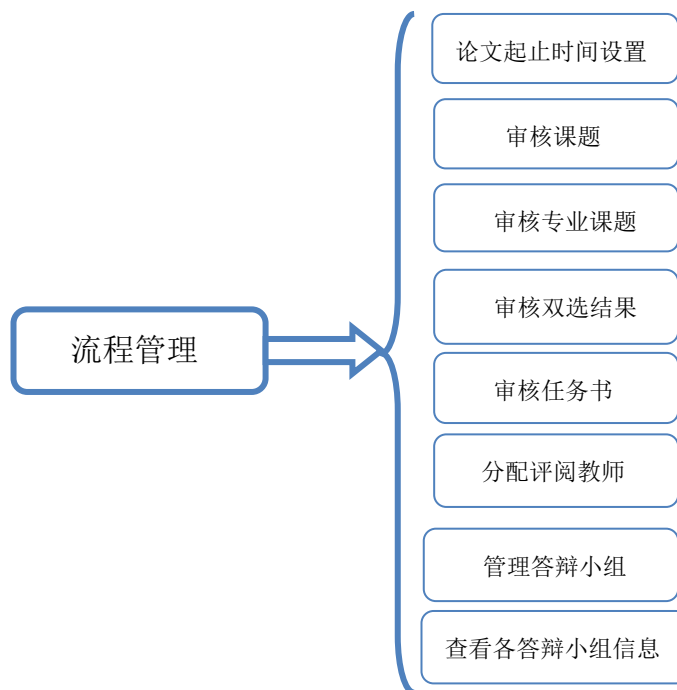 论文起止时间设置
审核课题
审核专业课题
审核双选结果
流程管理
审核任务书
分配评阅教师
管理答辩小组
查看各答辩小组信息